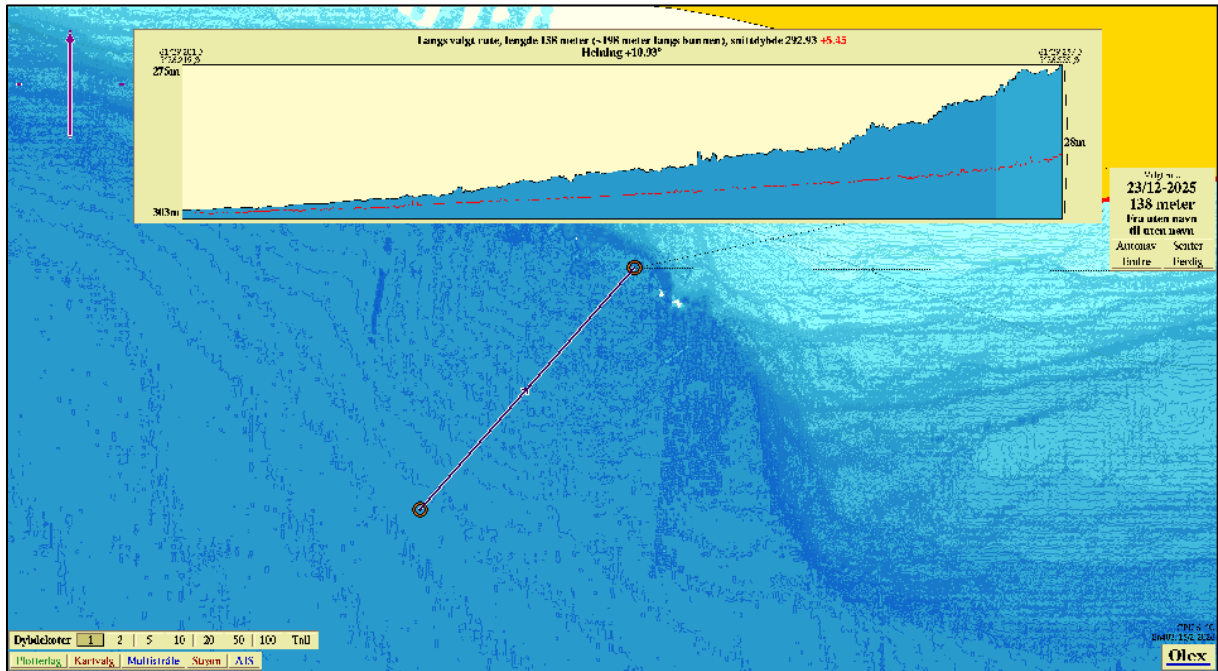 Langs valgt rute, lengde 138 meter (~198 meter langs bunnen), snittdybde 292.93 +5.45
Helning +10.93°
275m
28m
303m
23/12-2025
138 meter
Fra uten navn
til uten navn
Autonav Senter
Endre Ferdig
Dybdekoter 1 2 5 10 20 50 100 Tull
Plotterlag Kartvalg Multistråle Strøm AIS
Olex